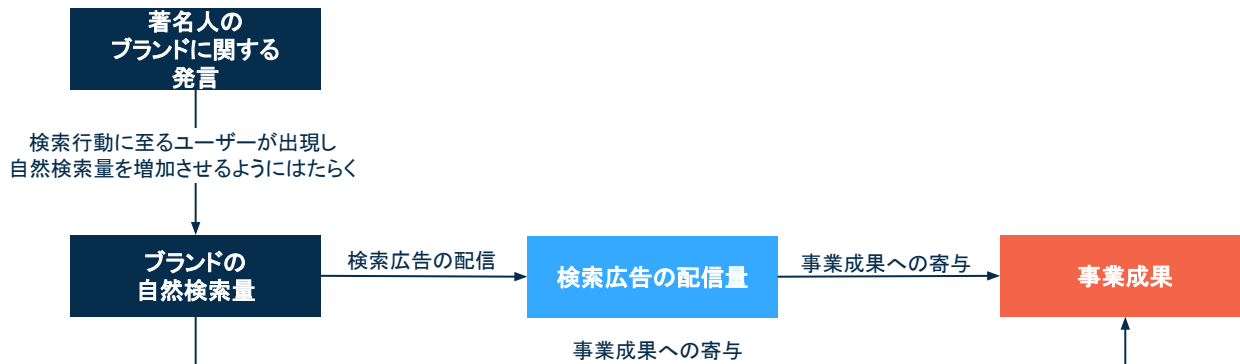 著名人の
ブランドに関する
発言
検索行動に至るユーザーが出現し
自然検索量を増加させるようにはたらく
ブランドの
自然検索量
検索広告の配信
検索広告の配信量
事業成果への寄与
事業成果
事業成果への寄与